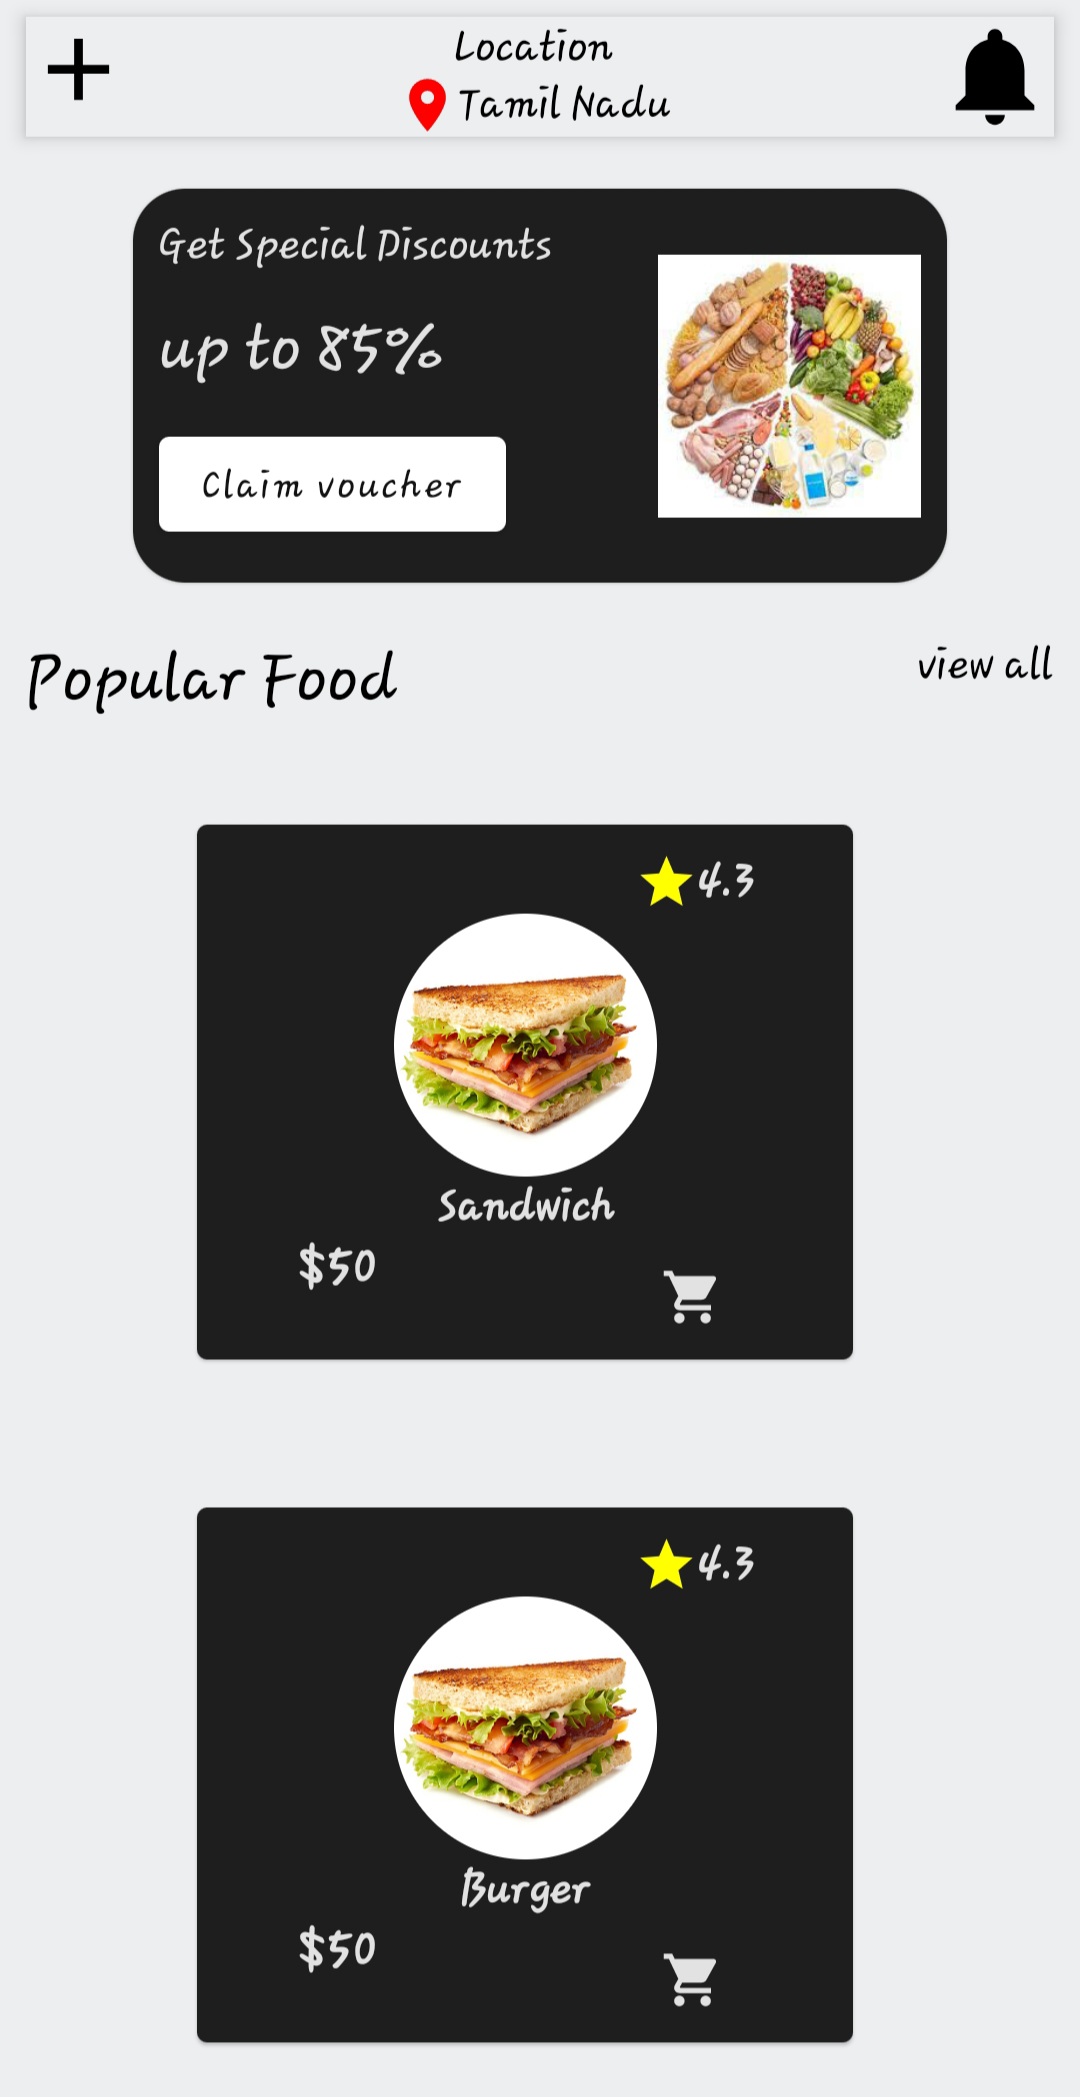 Location
Tamil Nadu
Get Special Discounts
up to 85%
Claim voucher
Popular Food
view all
4.3
Sandwich
$50
4.3
Burger
$50